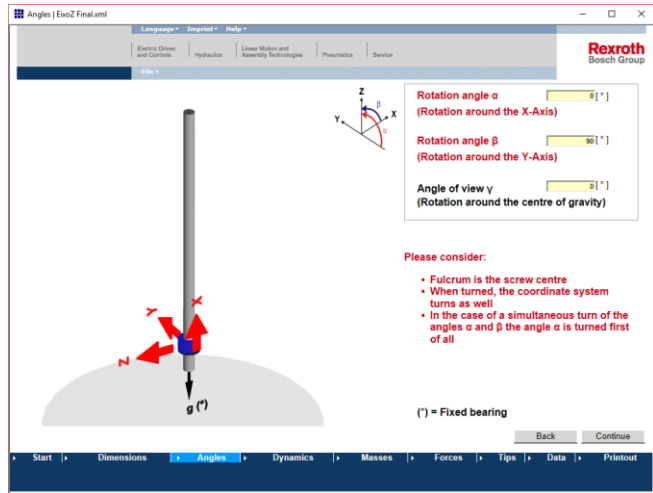 Angles | EixoZ Final.xml
Language Imprint Help
Electric Drives
and Controls
Hydraulics
Linear Motion and
Assembly Technologies
Pneumatics
Service
Rexroth
Bosch Group
File
Z
β
X
Y
α
Rotation angle α 0 [ ° ]
(Rotation around the X-Axis)
Rotation angle β 90 [ ° ]
(Rotation around the Y-Axis)
Angle of view γ 0 [ ° ]
(Rotation around the centre of gravity)
Please consider:
• Fulcrum is the screw centre
• When turned, the coordinate system
turns as well
• In the case of a simultaneous turn of the
angles α and β the angle α is turned first
of all
X
Y
Z
g (*)
(*) = Fixed bearing
Back Continue
Start Dimensions Angles Dynamics Masses Forces Tips Data Printout